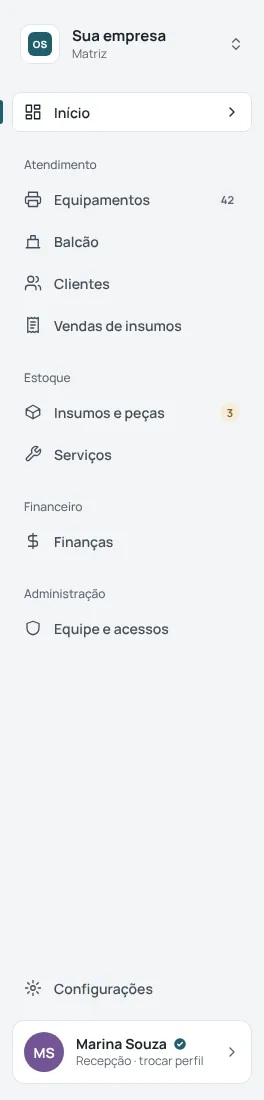 OS
Sua empresa
Matriz
Início
Atendimento
Equipamentos 42
Balcão
Clientes
Vendas de insumos
Estoque
Insumos e peças 3
Serviços
Financeiro
Finanças
Administração
Equipe e acessos
Configurações
MS
Marina Souza
Recepção · trocar perfil